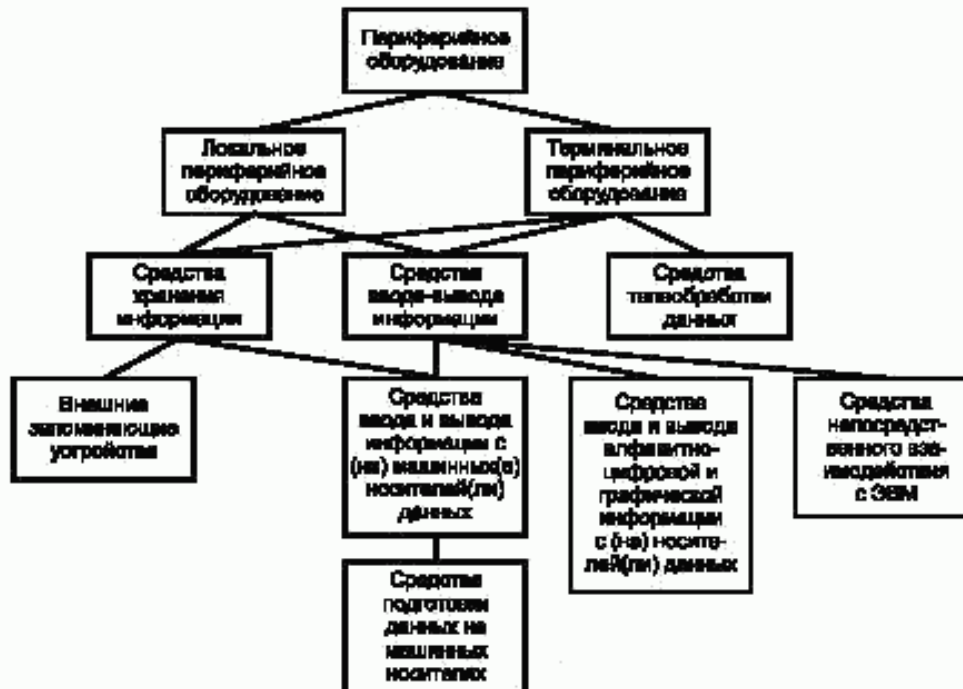 Периферийное
оборудование
Локальное
периферийное
оборудование
Терминальное
периферийное
оборудование
Средства
хранения
информации
Средства
ввода-вывода
информации
Средства
телеобработки
данных
Внешние
запоминающие
устройства
Средства
ввода и вывода
информации с
(на) машинных(е)
носителей(ли)
данных
Средства
ввода и вывода
алфавитно-
цифровой и
графической
информации
с (на) носите-
лей(ли) данных
Средства
непосредст-
венного вза-
имодействия
с ЭВМ
Средства
подготовки
данных на
машинных
носителях